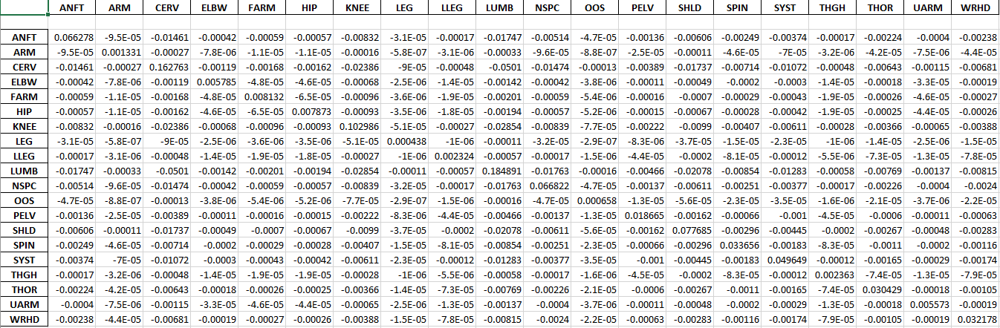 ANFT ARM CERV ELBW FARM HIP KNEE LEG LLEG LUMB NSPC OOS PELV SHLD SPIN SYST THGH THOR UARM WRHD
ANFT 0.066278 -9.5E-05 -0.01461 -0.00042 -0.00059 -0.00057 -0.00832 -3.1E-05 -0.00017 -0.01747 -0.00514 -4.7E-05 -0.00136 -0.00606 -0.00249 -0.00374 -0.00017 -0.00224 -0.0004 -0.00238
ARM -9.5E-05 0.001331 -0.00027 -7.8E-06 -1.1E-05 -1.1E-05 -0.00016 -5.8E-07 -3.1E-06 -0.00033 -9.6E-05 -8.8E-07 -2.5E-05 -0.00011 -4.6E-05 -7E-05 -3.2E-06 -4.2E-05 -7.5E-06 -4.4E-05
CERV -0.01461 -0.00027 0.162763 -0.00119 -0.00168 -0.00162 -0.02386 -9E-05 -0.00048 -0.0501 -0.01474 -0.00013 -0.00389 -0.01737 -0.00714 -0.01072 -0.00048 -0.00643 -0.00115 -0.00681
ELBW -0.00042 -7.8E-06 -0.00119 0.005785 -4.8E-05 -4.6E-05 -0.00068 -2.5E-06 -1.4E-05 -0.00142 -0.00042 -3.8E-06 -0.00011 -0.00049 -0.0002 -0.0003 -1.4E-05 -0.00018 -3.3E-05 -0.00019
FARM -0.00059 -1.1E-05 -0.00168 -4.8E-05 0.008132 -6.5E-05 -0.00096 -3.6E-06 -1.9E-05 -0.00201 -0.00059 -5.4E-06 -0.00016 -0.0007 -0.00029 -0.00043 -1.9E-05 -0.00026 -4.6E-05 -0.00027
HIP -0.00057 -1.1E-05 -0.00162 -4.6E-05 -6.5E-05 0.007873 -0.00093 -3.5E-06 -1.8E-05 -0.00194 -0.00057 -5.2E-06 -0.00015 -0.00067 -0.00028 -0.00042 -1.9E-05 -0.00025 -4.4E-05 -0.00026
KNEE -0.00832 -0.00016 -0.02386 -0.00068 -0.00096 -0.00093 0.102986 -5.1E-05 -0.00027 -0.02854 -0.00839 -7.7E-05 -0.00222 -0.0099 -0.00407 -0.00611 -0.00028 -0.00366 -0.00065 -0.00388
LEG -3.1E-05 -5.8E-07 -9E-05 -2.5E-06 -3.6E-06 -3.5E-06 -5.1E-05 0.000438 -1E-06 -0.00011 -3.2E-05 -2.9E-07 -8.3E-06 -3.7E-05 -1.5E-05 -2.3E-05 -1E-06 -1.4E-05 -2.5E-06 -1.5E-05
LLEG -0.00017 -3.1E-06 -0.00048 -1.4E-05 -1.9E-05 -1.8E-05 -0.00027 -1E-06 0.002324 -0.00057 -0.00017 -1.5E-06 -4.4E-05 -0.0002 -8.1E-05 -0.00012 -5.5E-06 -7.3E-05 -1.3E-05 -7.8E-05
LUMB -0.01747 -0.00033 -0.0501 -0.00142 -0.00201 -0.00194 -0.02854 -0.00011 -0.00057 0.184891 -0.01763 -0.00016 -0.00466 -0.02078 -0.00854 -0.01283 -0.00058 -0.00769 -0.00137 -0.00815
NSPC -0.00514 -9.6E-05 -0.01474 -0.00042 -0.00059 -0.00057 -0.00839 -3.2E-05 -0.00017 -0.01763 0.066822 -4.7E-05 -0.00137 -0.00611 -0.00251 -0.00377 -0.00017 -0.00226 -0.0004 -0.0024
OOS -4.7E-05 -8.8E-07 -0.00013 -3.8E-06 -5.4E-06 -5.2E-06 -7.7E-05 -2.9E-07 -1.5E-06 -0.00016 -4.7E-05 0.000658 -1.3E-05 -5.6E-05 -2.3E-05 -3.5E-05 -1.6E-06 -2.1E-05 -3.7E-06 -2.2E-05
PELV -0.00136 -2.5E-05 -0.00389 -0.00011 -0.00016 -0.00015 -0.00222 -8.3E-06 -4.4E-05 -0.00466 -0.00137 -1.3E-05 0.018665 -0.00162 -0.00066 -0.001 -4.5E-05 -0.0006 -0.00011 -0.00063
SHLD -0.00606 -0.00011 -0.01737 -0.00049 -0.0007 -0.00067 -0.0099 -3.7E-05 -0.0002 -0.02078 -0.00611 -5.6E-05 -0.00162 0.077685 -0.00296 -0.00445 -0.0002 -0.00267 -0.00048 -0.00283
SPIN -0.00249 -4.6E-05 -0.00714 -0.0002 -0.00029 -0.00028 -0.00407 -1.5E-05 -8.1E-05 -0.00854 -0.00251 -2.3E-05 -0.00066 -0.00296 0.033656 -0.00183 -8.3E-05 -0.0011 -0.0002 -0.00116
SYST -0.00374 -7E-05 -0.01072 -0.0003 -0.00043 -0.00042 -0.00611 -2.3E-05 -0.00012 -0.01283 -0.00377 -3.5E-05 -0.001 -0.00445 -0.00183 0.049649 -0.00012 -0.00165 -0.00029 -0.00174
THGH -0.00017 -3.2E-06 -0.00048 -1.4E-05 -1.9E-05 -1.9E-05 -0.00028 -1E-06 -5.5E-06 -0.00058 -0.00017 -1.6E-06 -4.5E-05 -0.0002 -8.3E-05 -0.00012 0.002363 -7.4E-05 -1.3E-05 -7.9E-05
THOR -0.00224 -4.2E-05 -0.00643 -0.00018 -0.00026 -0.00025 -0.00366 -1.4E-05 -7.3E-05 -0.00769 -0.00226 -2.1E-05 -0.0006 -0.00267 -0.0011 -0.00165 -7.4E-05 0.030429 -0.00018 -0.00105
UARM -0.0004 -7.5E-06 -0.00115 -3.3E-05 -4.6E-05 -4.4E-05 -0.00065 -2.5E-06 -1.3E-05 -0.00137 -0.0004 -3.7E-06 -0.00011 -0.00048 -0.0002 -0.00029 -1.3E-05 -0.00018 0.005573 -0.00019
WRHD -0.00238 -4.4E-05 -0.00681 -0.00019 -0.00027 -0.00026 -0.00388 -1.5E-05 -7.8E-05 -0.00815 -0.0024 -2.2E-05 -0.00063 -0.00283 -0.00116 -0.00174 -7.9E-05 -0.00105 -0.00019 0.032178